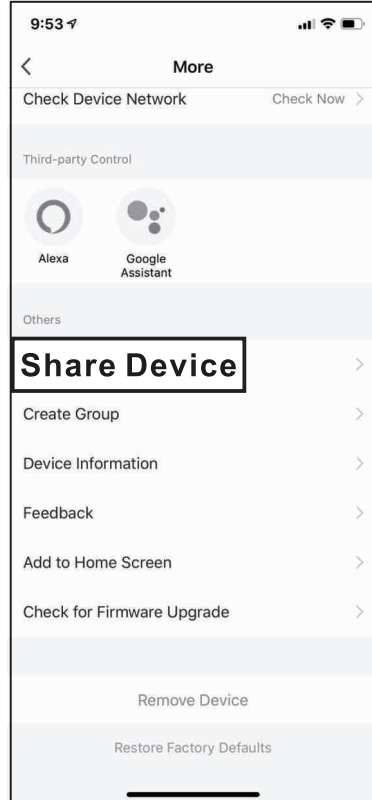 9:53
More
Check Device Network Check Now
Third-party Control
Alexa Google
Assistant
Others
Share Device
Create Group
Device Information
Feedback
Add to Home Screen
Check for Firmware Upgrade
Remove Device
Restore Factory Defaults